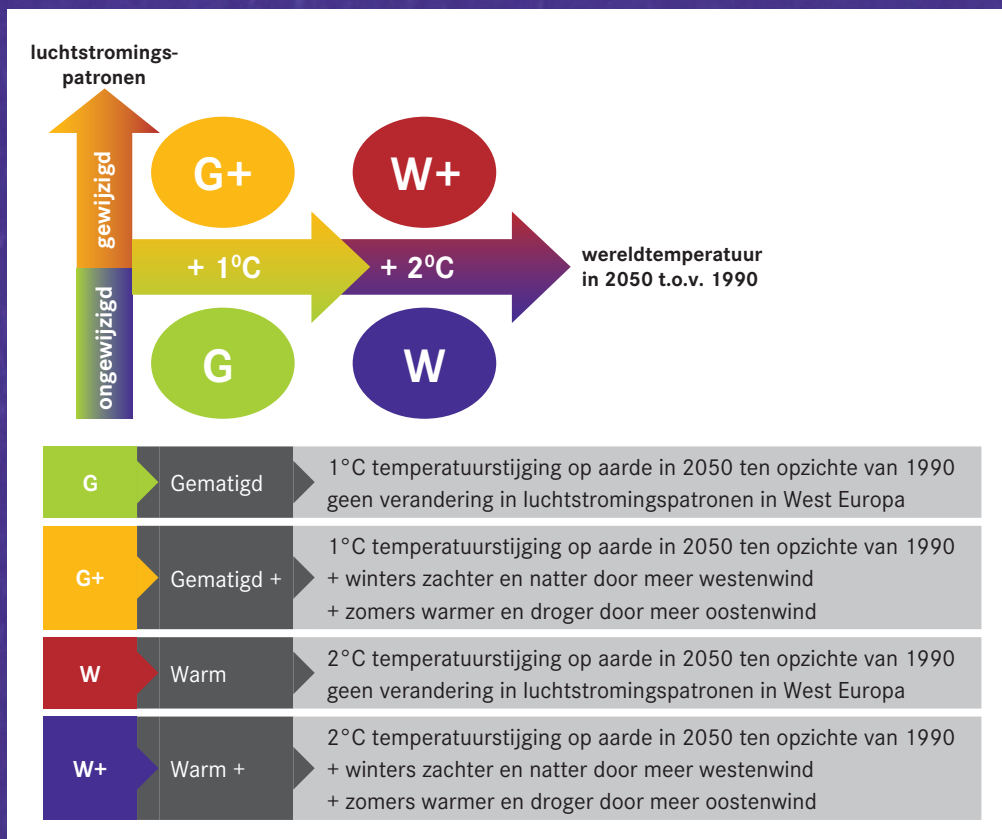 luchtstromings-
patronen
gewijzigd
ongewijzigd
G+
W+
+ 1⁰C
+ 2⁰C
wereldtemperatuur
in 2050 t.o.v. 1990
G
W
G
Gematigd
1°C temperatuurstijging op aarde in 2050 ten opzichte van 1990
geen verandering in luchtstromingspatronen in West Europa
G+
Gematigd +
1°C temperatuurstijging op aarde in 2050 ten opzichte van 1990
+ winters zachter en natter door meer westenwind
+ zomers warmer en droger door meer oostenwind
W
Warm
2°C temperatuurstijging op aarde in 2050 ten opzichte van 1990
geen verandering in luchtstromingspatronen in West Europa
W+
Warm +
2°C temperatuurstijging op aarde in 2050 ten opzichte van 1990
+ winters zachter en natter door meer westenwind
+ zomers warmer en droger door meer oostenwind